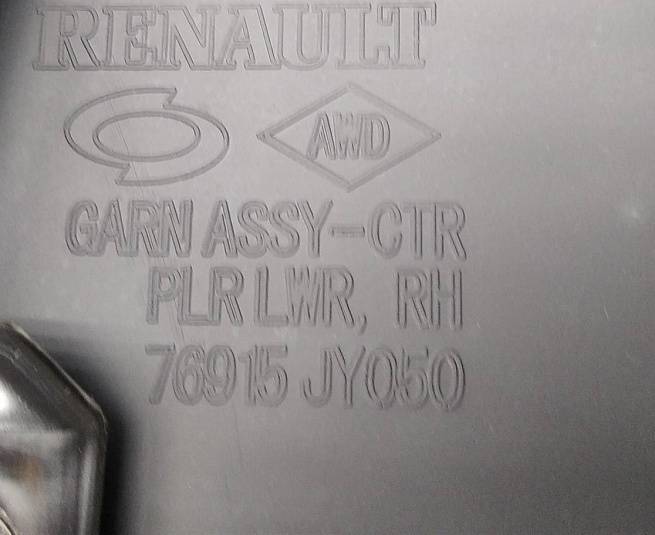 RENAULT
AWD
GARN ASSY-CTR
PLR LWR, RH
76915 JY050